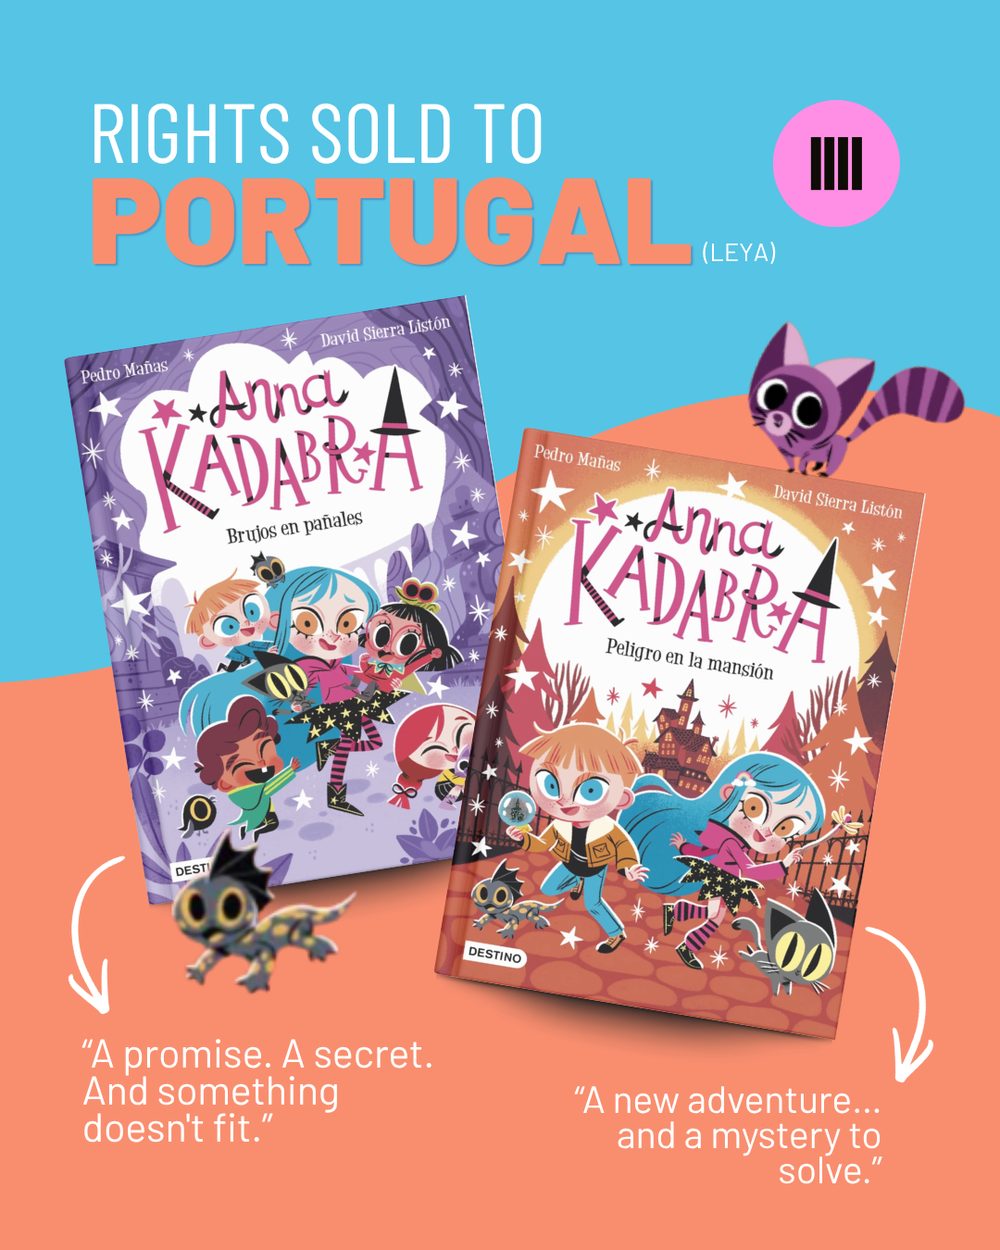 RIGHTS SOLD TO
PORTUGAL (LEYA)
Pedro Mañas
David Sierra Listón
Anna
KADABRA
Brujos en pañales
DESTI
Pedro Mañas
David Sierra Listón
Anna
KADABRA
Peligro en la mansión
DESTINO
“A promise. A secret.
And something
doesn't fit.”
“A new adventure...
and a mystery to
solve.”